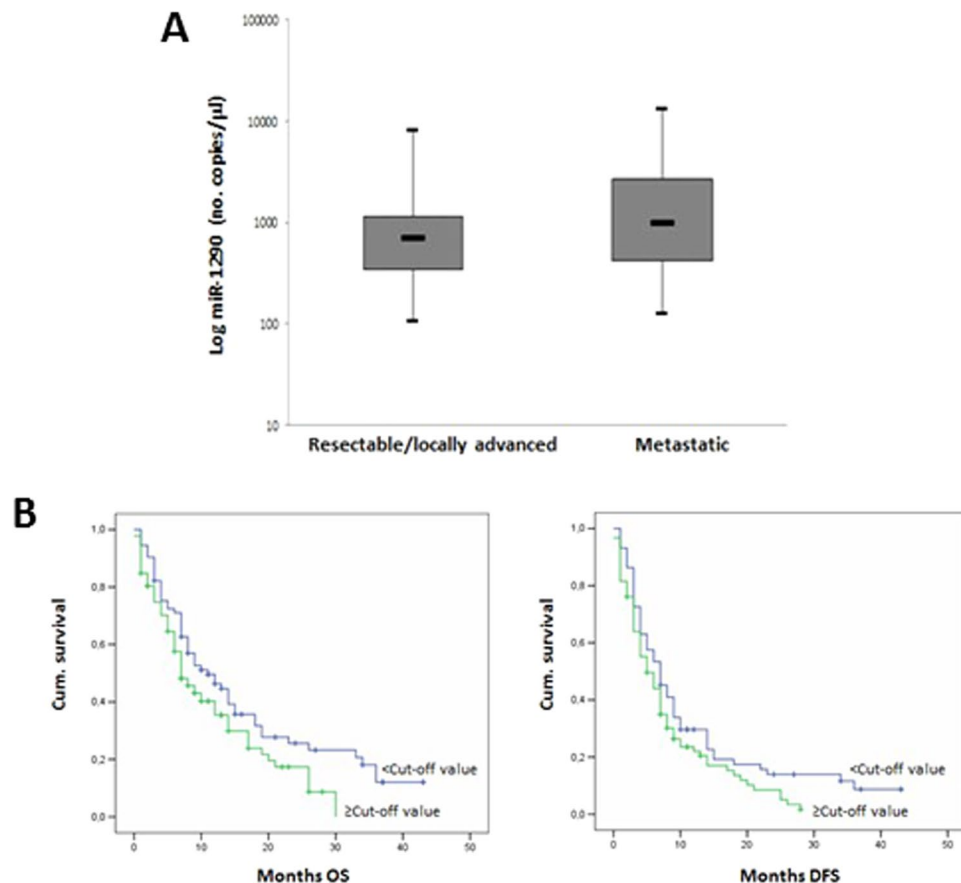 A
Log miR-1290 (no. copies/µl)
100000
10000
1000
100
10
Resectable/locally advanced
Metastatic
B
Cum. survival
1,0
0,8
0,6
0,4
0,2
0,0
<Cut-off value
≥Cut-off value
0 10 20 30 40 50
Months OS
Cum. survival
1,0
0,8
0,6
0,4
0,2
0,0
<Cut-off value
≥Cut-off value
0 10 20 30 40 50
Months DFS